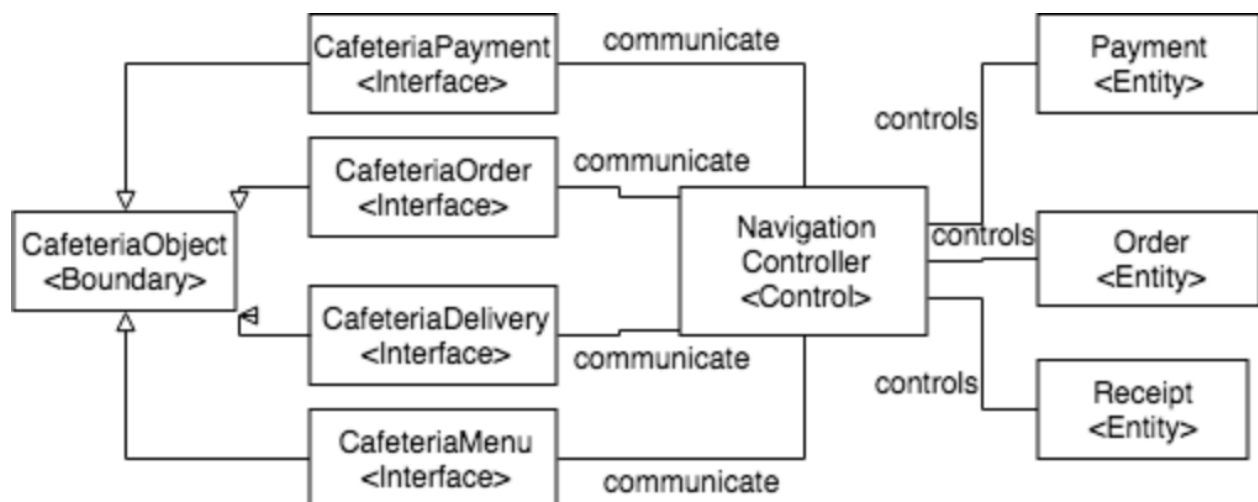 CafeteriaPayment
<Interface>
communicate
Payment
<Entity>
controls
CafeteriaOrder
<Interface>
communicate
CafeteriaObject
<Boundary>
Navigation
Controller
<Control>
controls
Order
<Entity>
CafeteriaDelivery
<Interface>
communicate
controls
Receipt
<Entity>
CafeteriaMenu
<Interface>
communicate